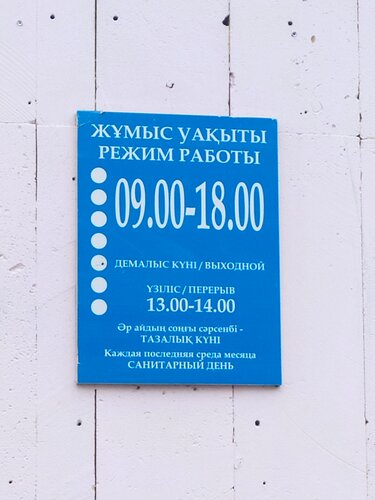 ЖҰМЫС УАҚЫТЫ
РЕЖИМ РАБОТЫ
09.00-18.00
ДЕМАЛЫС КҮНІ / ВЫХОДНОЙ
ҮЗІЛІС / ПЕРЕРЫВ
13.00-14.00
Әр айдың соңғы сәрсенбі -
ТАЗАЛЫҚ КҮНІ
Каждая последняя среда месяца
САНИТАРНЫЙ ДЕНЬ